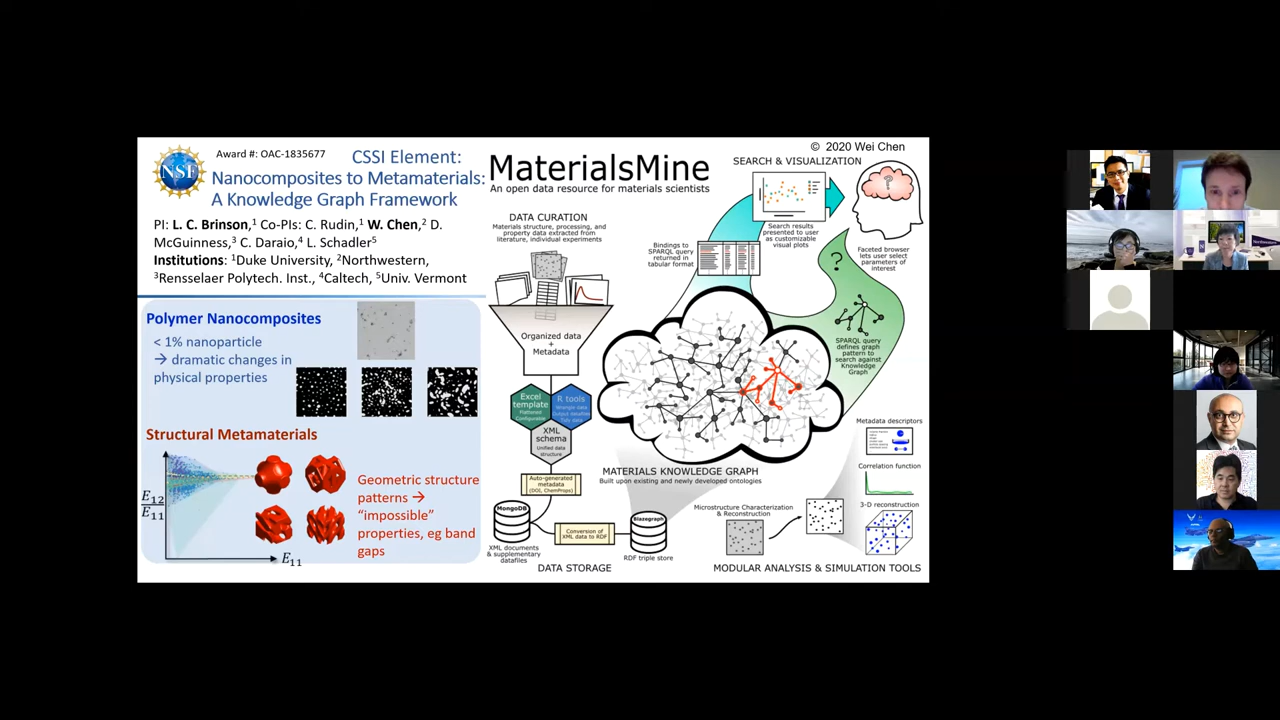 NSF
Award #: OAC-1835677
CSSI Element:
Nanocomposites to Metamaterials:
A Knowledge Graph Framework
PI: L. C. Brinson,¹ Co-PIs: C. Rudin,¹ W. Chen,² D.
McGuinness,³ C. Daraio,⁴ L. Schadler⁵
Institutions: ¹Duke University, ²Northwestern,
³Rensselaer Polytech. Inst., ⁴Caltech, ⁵Univ. Vermont
Polymer Nanocomposites
< 1% nanoparticle
→ dramatic changes in
physical properties
Structural Metamaterials
E12
E11
E11
Geometric structure
patterns →
"impossible"
properties, eg band
gaps
MaterialsMine
An open data resource for materials scientists
© 2020 Wei Chen
DATA CURATION
Materials structure, processing, and
property data extracted from
literature, individual experiments
Organized data
+
Metadata
Excel
template
Flattened
Configurable
R tools
Wrangle data
XML
schema
Unified data
structure
Auto-generated
metadata
(DOI, ChemProps)
MongoDB
XML documents
& supplementary
datafiles
Conversion of
XML data to RDF
Blazegraph
RDF triple store
DATA STORAGE
SEARCH & VISUALIZATION
?
Search results
presented to user
as customizable
visual plots
Bindings to
SPARQL query
returned in
tabular format
Faceted browser
lets user select
parameters of
interest
?
SPARQL query
defines graph
pattern to
search against
Knowledge
Graph
MATERIALS KNOWLEDGE GRAPH
Built upon existing and newly developed ontologies
Microstructure Characterization
& Reconstruction
Metadata descriptors
Correlation function
3-D reconstruction
MODULAR ANALYSIS & SIMULATION TOOLS